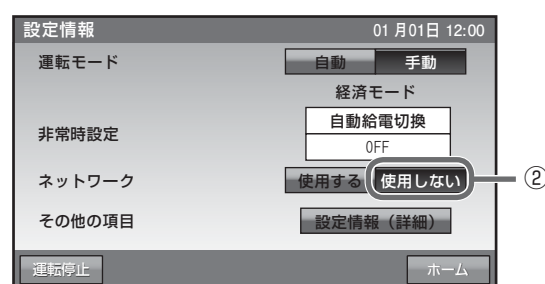 設定情報 01月01日 12:00
運転モード 自動 手動
経済モード
非常時設定 自動給電切換
OFF
ネットワーク 使用する 使用しない ②
その他の項目 設定情報（詳細）
運転停止 ホーム